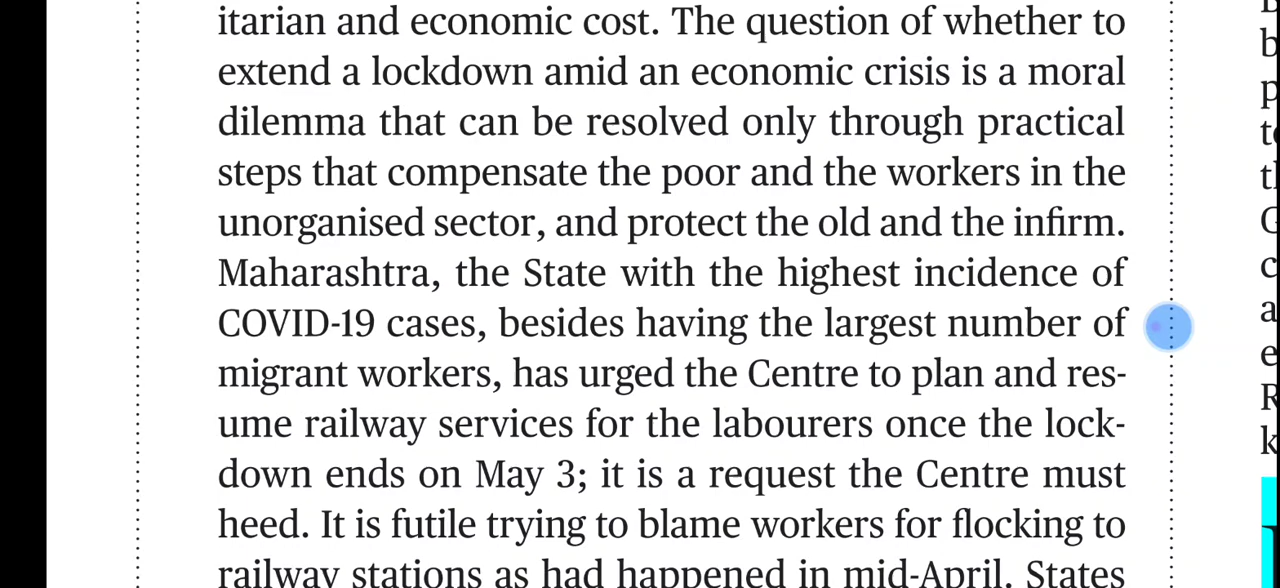 itarian and economic cost. The question of whether to
extend a lockdown amid an economic crisis is a moral
dilemma that can be resolved only through practical
steps that compensate the poor and the workers in the
unorganised sector, and protect the old and the infirm.
Maharashtra, the State with the highest incidence of
COVID-19 cases, besides having the largest number of
migrant workers, has urged the Centre to plan and res-
ume railway services for the labourers once the lock-
down ends on May 3; it is a request the Centre must
heed. It is futile trying to blame workers for flocking to
railway stations as had happened in mid-April. States